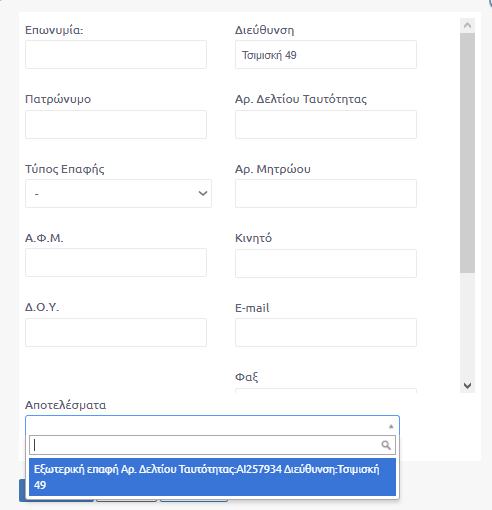 Επωνυμία: Διεύθυνση
Τσιμισκή 49
Πατρώνυμο Αρ. Δελτίου Ταυτότητας
Τύπος Επαφής Αρ. Μητρώου
-
Α.Φ.Μ. Κινητό
Δ.Ο.Υ. E-mail
Φαξ
Αποτελέσματα
Εξωτερική επαφή Αρ. Δελτίου Ταυτότητας:AI257934 Διεύθυνση:Τσιμισκή
49